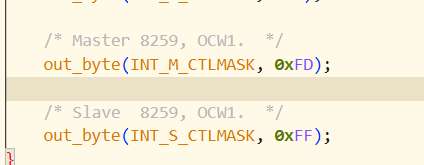 /* Master 8259, OCW1.  */
out_byte(INT_M_CTLMASK, 0xFD);
/* Slave  8259, OCW1.  */
out_byte(INT_S_CTLMASK, 0xFF);
}